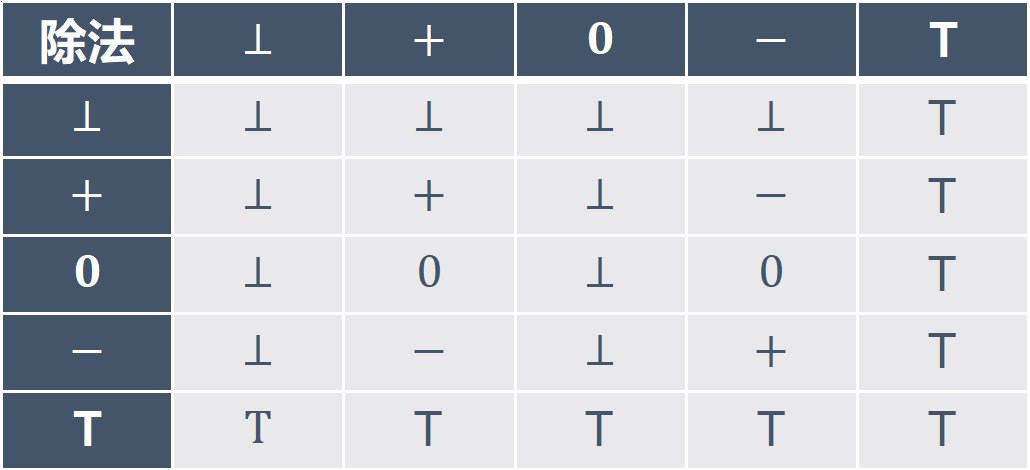 除法 ⊥ + 0 − T
⊥ ⊥ ⊥ ⊥ ⊥ T
+ ⊥ + ⊥ − T
0 ⊥ 0 ⊥ 0 T
− ⊥ − ⊥ + T
T T T T T T